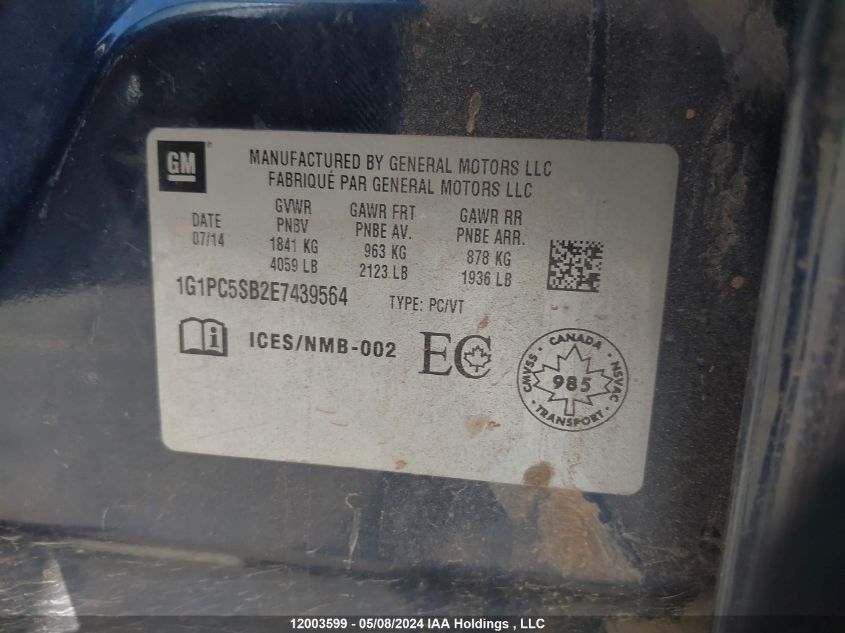 GM
MANUFACTURED BY GENERAL MOTORS LLC
FABRIQUÉ PAR GENERAL MOTORS LLC
DATE
07/14
GVWR
PNBV
1841 KG
4059 LB
GAWR FRT
PNBE AV.
963 KG
2123 LB
GAWR RR
PNBE ARR.
878 KG
1936 LB
1G1PC5SB2E7439564
TYPE: PC/VT
i
ICES/NMB-002
EC
CANADA
CMVSS
NSVAC
985
TRANSPORT
12003599 - 05/08/2024 IAA Holdings , LLC